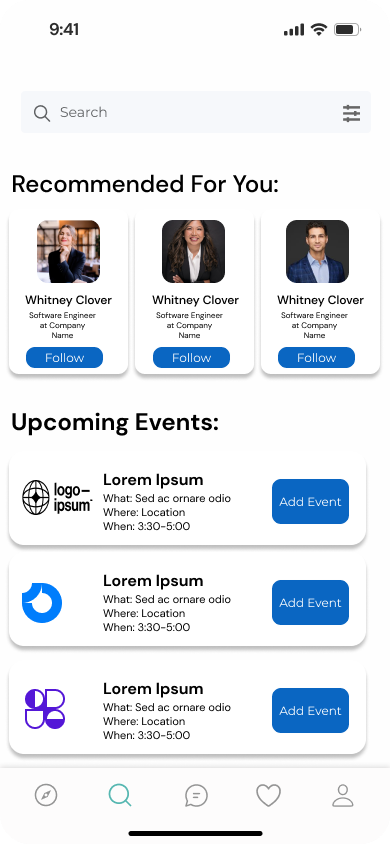 9:41
Search
Recommended For You:
Whitney Clover
Software Engineer
at Company
Name
Follow
Whitney Clover
Software Engineer
at Company
Name
Follow
Whitney Clover
Software Engineer
at Company
Name
Follow
Upcoming Events:
logo-
ipsum
Lorem Ipsum
What: Sed ac ornare odio
Where: Location
When: 3:30-5:00
Add Event
Lorem Ipsum
What: Sed ac ornare odio
Where: Location
When: 3:30-5:00
Add Event
Lorem Ipsum
What: Sed ac ornare odio
Where: Location
When: 3:30-5:00
Add Event